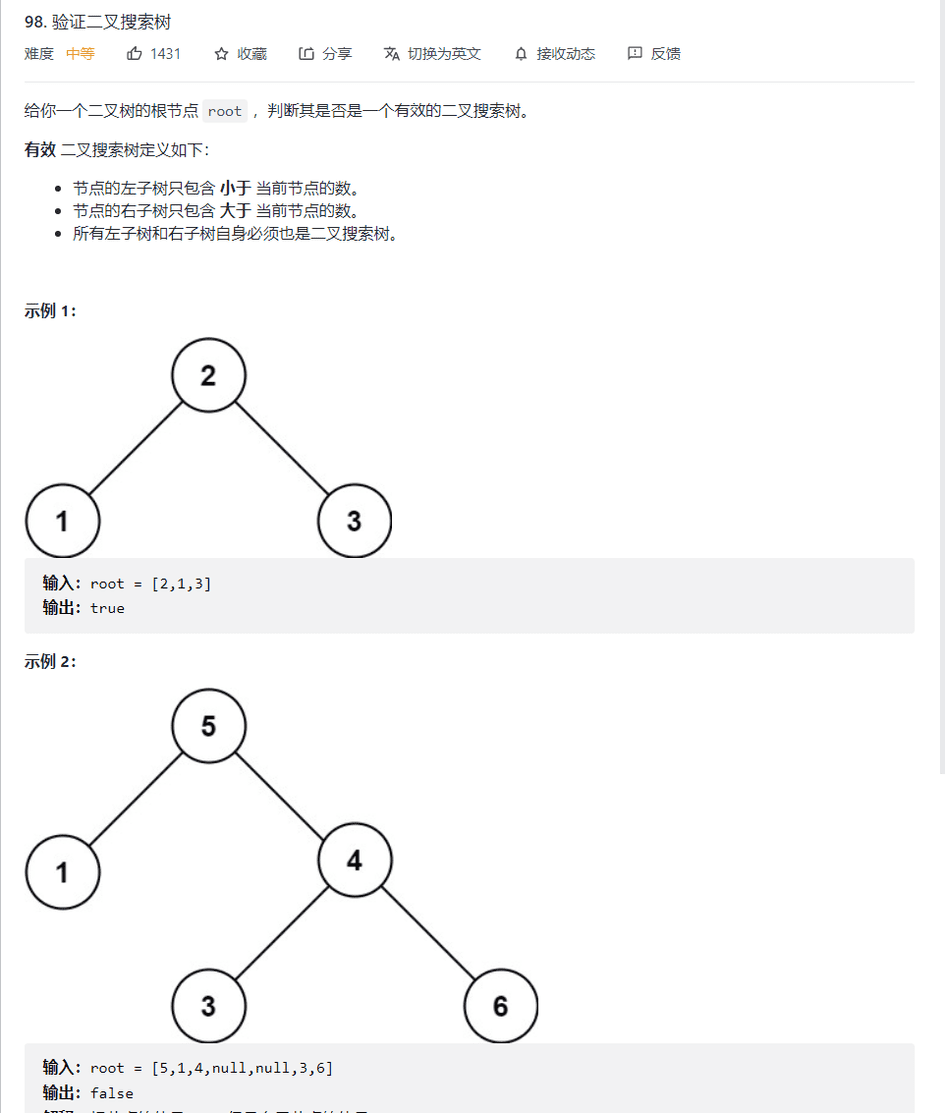 98. 验证二叉搜索树
难度 中等 1431 收藏 分享 切换为英文 接收动态 反馈
给你一个二叉树的根节点 root ，判断其是否是一个有效的二叉搜索树。
有效 二叉搜索树定义如下：
节点的左子树只包含 小于 当前节点的数。
节点的右子树只包含 大于 当前节点的数。
所有左子树和右子树自身必须也是二叉搜索树。
示例 1：
2
1 3
输入：root = [2,1,3]
输出：true
示例 2：
5
4
1
3 6
输入：root = [5,1,4,null,null,3,6]
输出：false